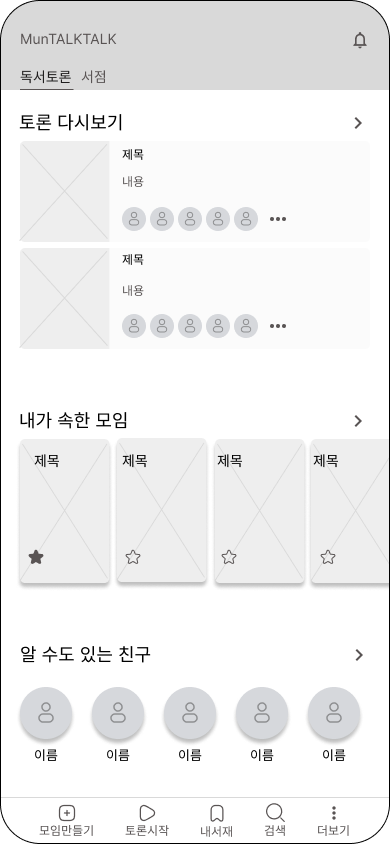 MunTALKTALK
독서토론 서점
토론 다시보기
제목
내용
제목
내용
내가 속한 모임
제목 제목 제목 제목
알 수도 있는 친구
이름 이름 이름 이름 이름
모임만들기 토론시작 내서재 검색 더보기